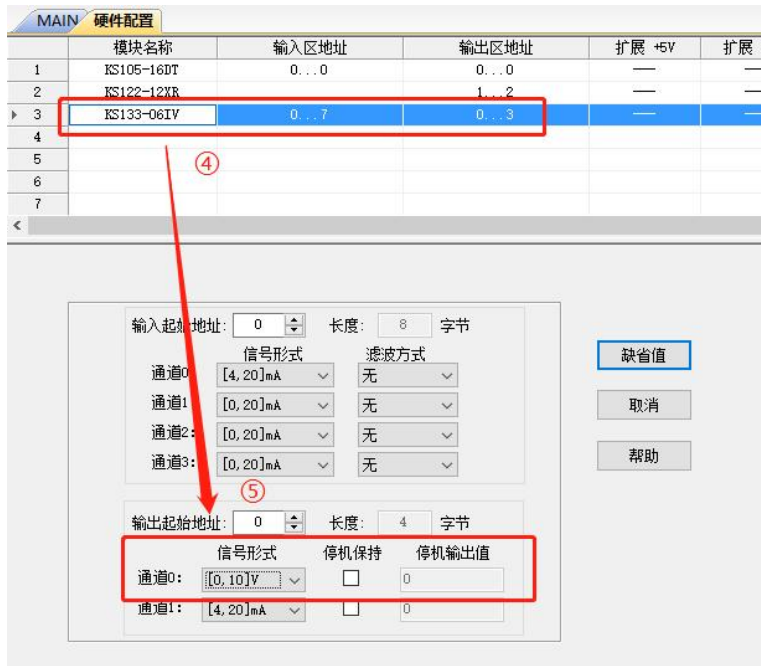 MAIN 硬件配置
模块名称 输入区地址 输出区地址 扩展 +5V 扩展
1 KS105-16DT 0...0 0...0
2 KS122-12XR 1...2
3 KS133-06IV 0...7 0...3
4
④
5
6
7
输入起始地址: 0 长度: 8 字节
缺省值
信号形式 滤波方式
通道0 [4,20]mA 无
通道1 [0,20]mA 无
取消
通道2: [0,20]mA 无
通道3: [0,20]mA 无
帮助
⑤
输出起始地址: 0 长度: 4 字节
信号形式 停机保持 停机输出值
通道0: [0,10]V 0
通道1: [4,20]mA 0